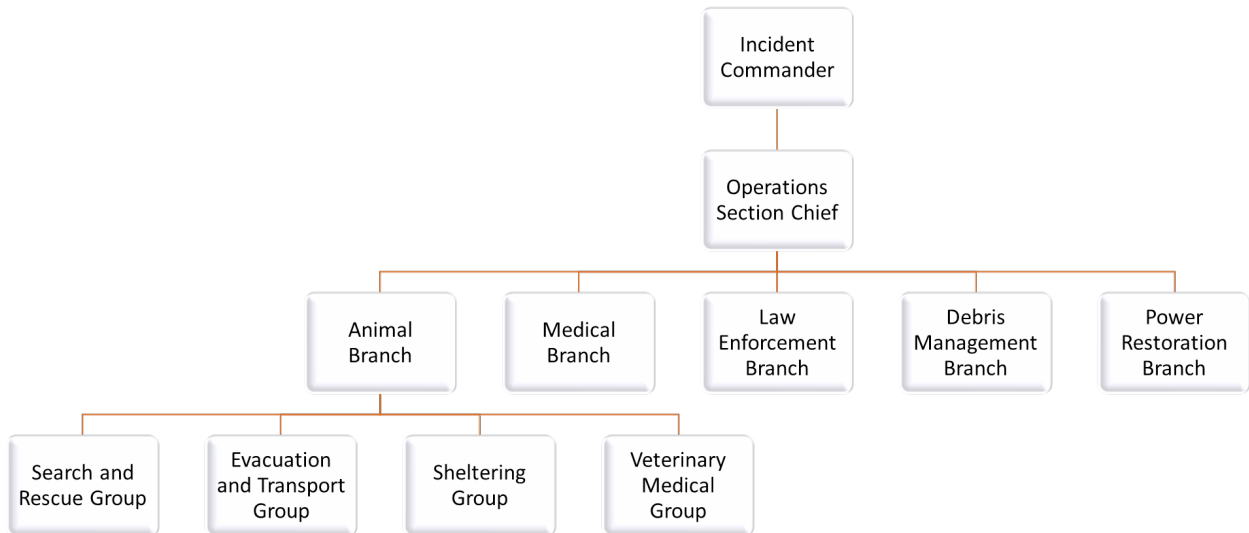 Incident
Commander
Operations
Section Chief
Animal
Branch
Medical
Branch
Law
Enforcement
Branch
Debris
Management
Branch
Power
Restoration
Branch
Search and
Rescue Group
Evacuation
and Transport
Group
Sheltering
Group
Veterinary
Medical
Group